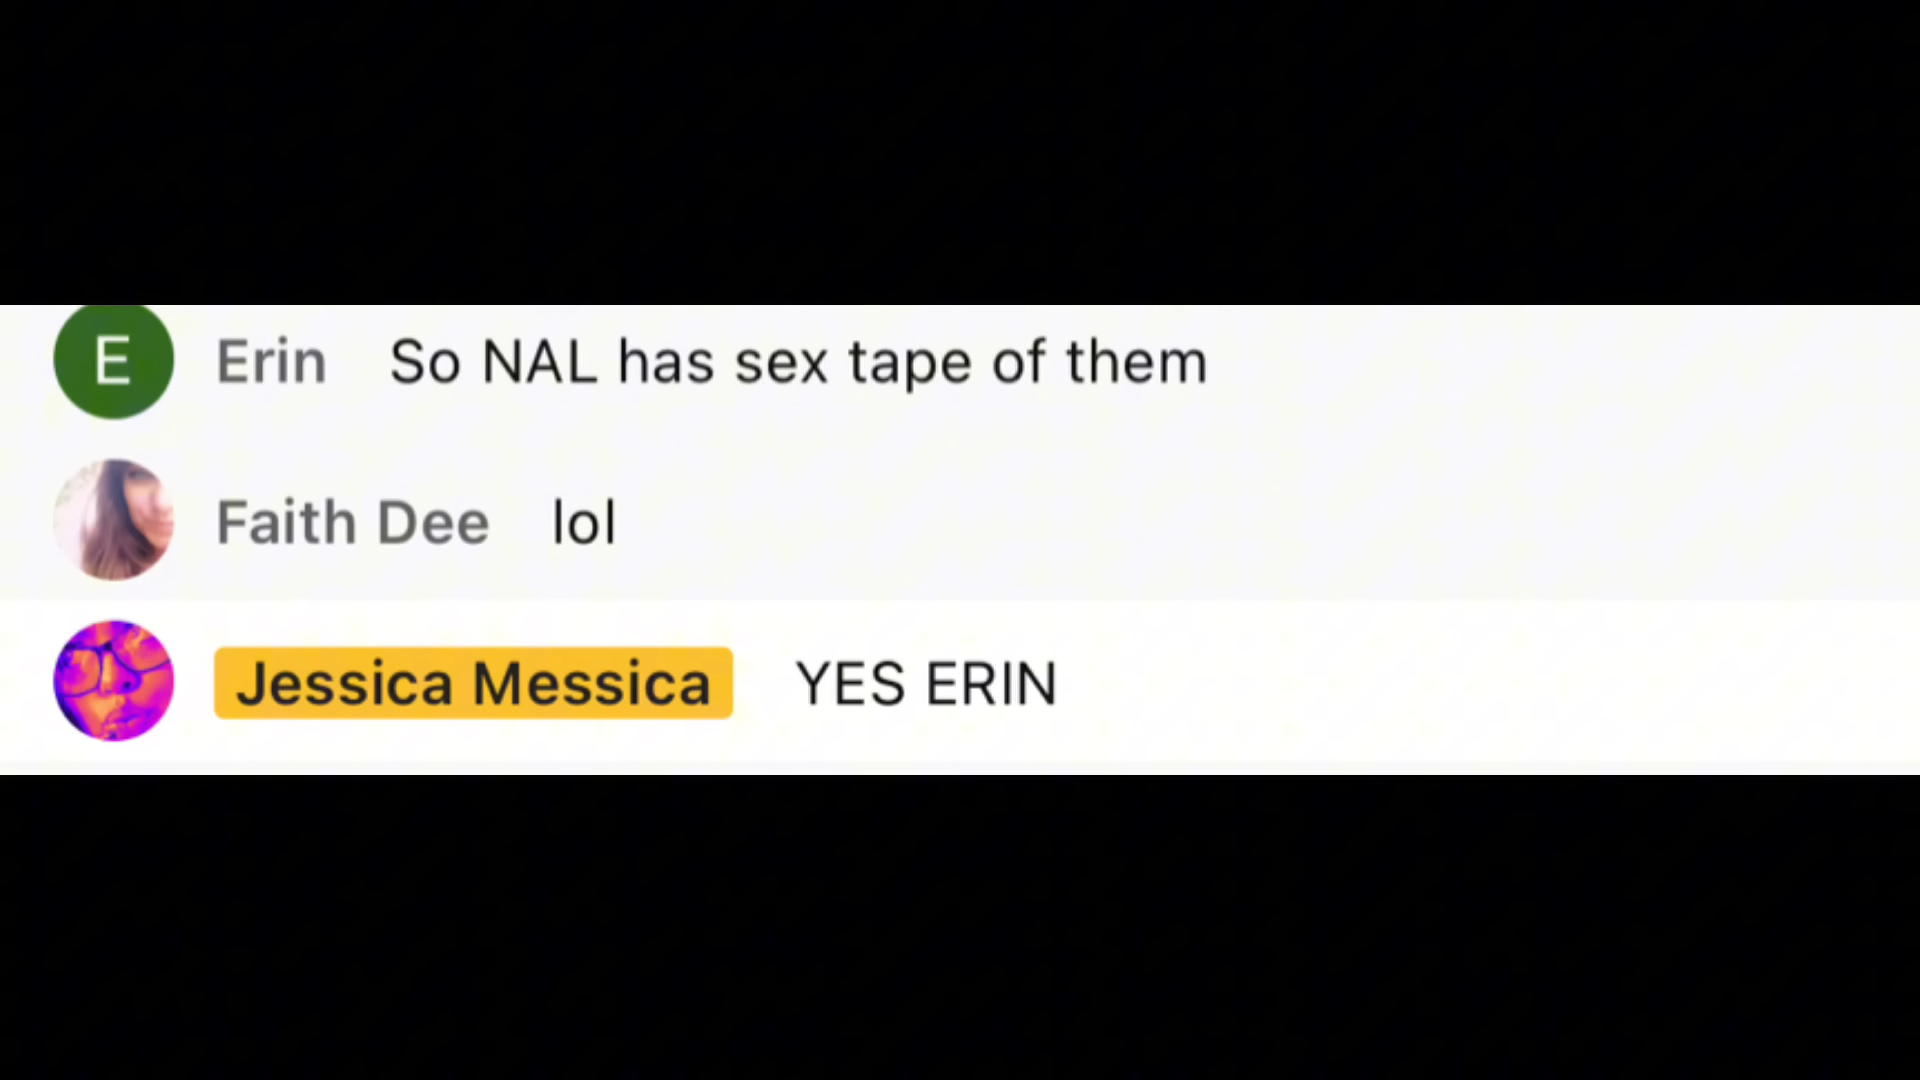 E Erin So NAL has sex tape of them
Faith Dee lol
Jessica Messica YES ERIN